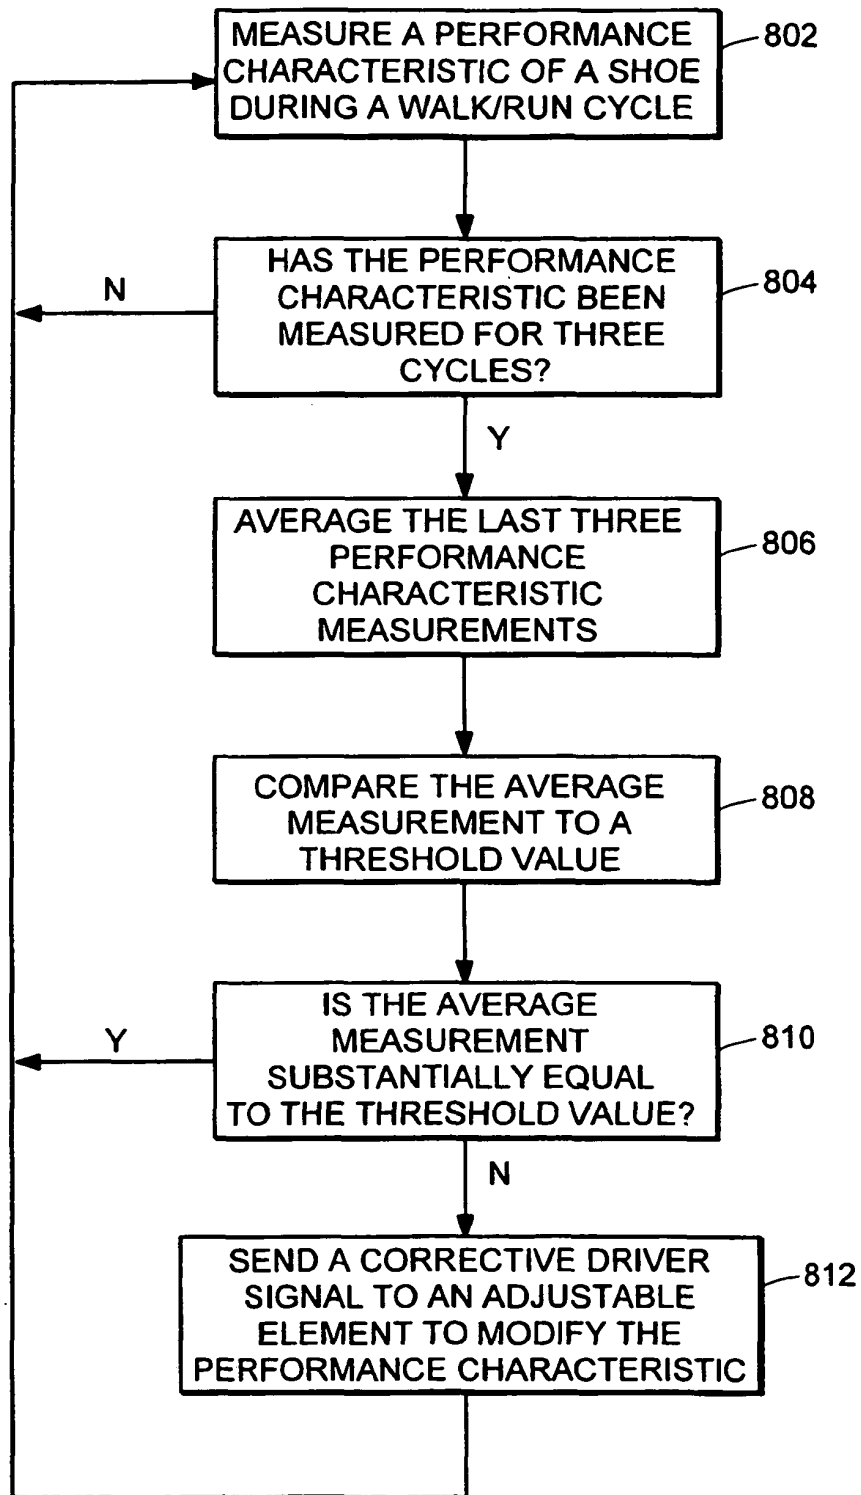 MEASURE A PERFORMANCE
CHARACTERISTIC OF A SHOE
DURING A WALK/RUN CYCLE
802
HAS THE PERFORMANCE
CHARACTERISTIC BEEN
MEASURED FOR THREE
CYCLES?
804
N
Y
AVERAGE THE LAST THREE
PERFORMANCE
CHARACTERISTIC
MEASUREMENTS
806
COMPARE THE AVERAGE
MEASUREMENT TO A
THRESHOLD VALUE
808
IS THE AVERAGE
MEASUREMENT
SUBSTANTIALLY EQUAL
TO THE THRESHOLD VALUE?
810
Y
N
SEND A CORRECTIVE DRIVER
SIGNAL TO AN ADJUSTABLE
ELEMENT TO MODIFY THE
PERFORMANCE CHARACTERISTIC
812